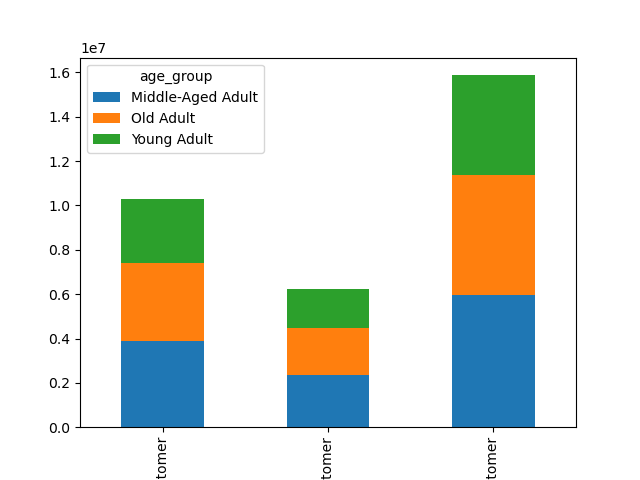 1e7
age_group
Middle-Aged Adult
Old Adult
Young Adult
1.6
1.4
1.2
1.0
0.8
0.6
0.4
0.2
0.0
tomer
tomer
tomer